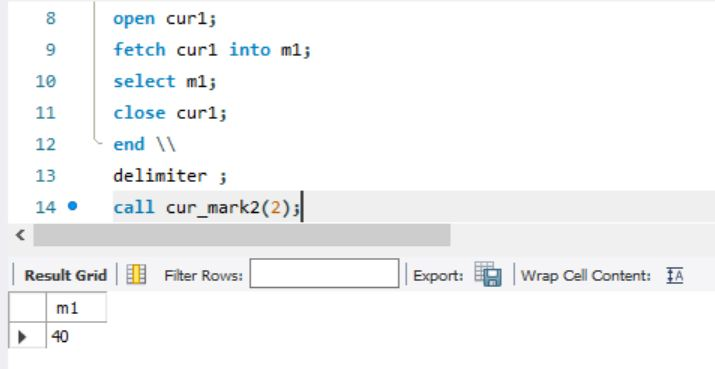 8 open cur1;
9 fetch cur1 into m1;
10 select m1;
11 close cur1;
12 end \\
13 delimiter ;
14 call cur_mark2(2);
Result Grid Filter Rows: Export: Wrap Cell Content: IA
m1
40